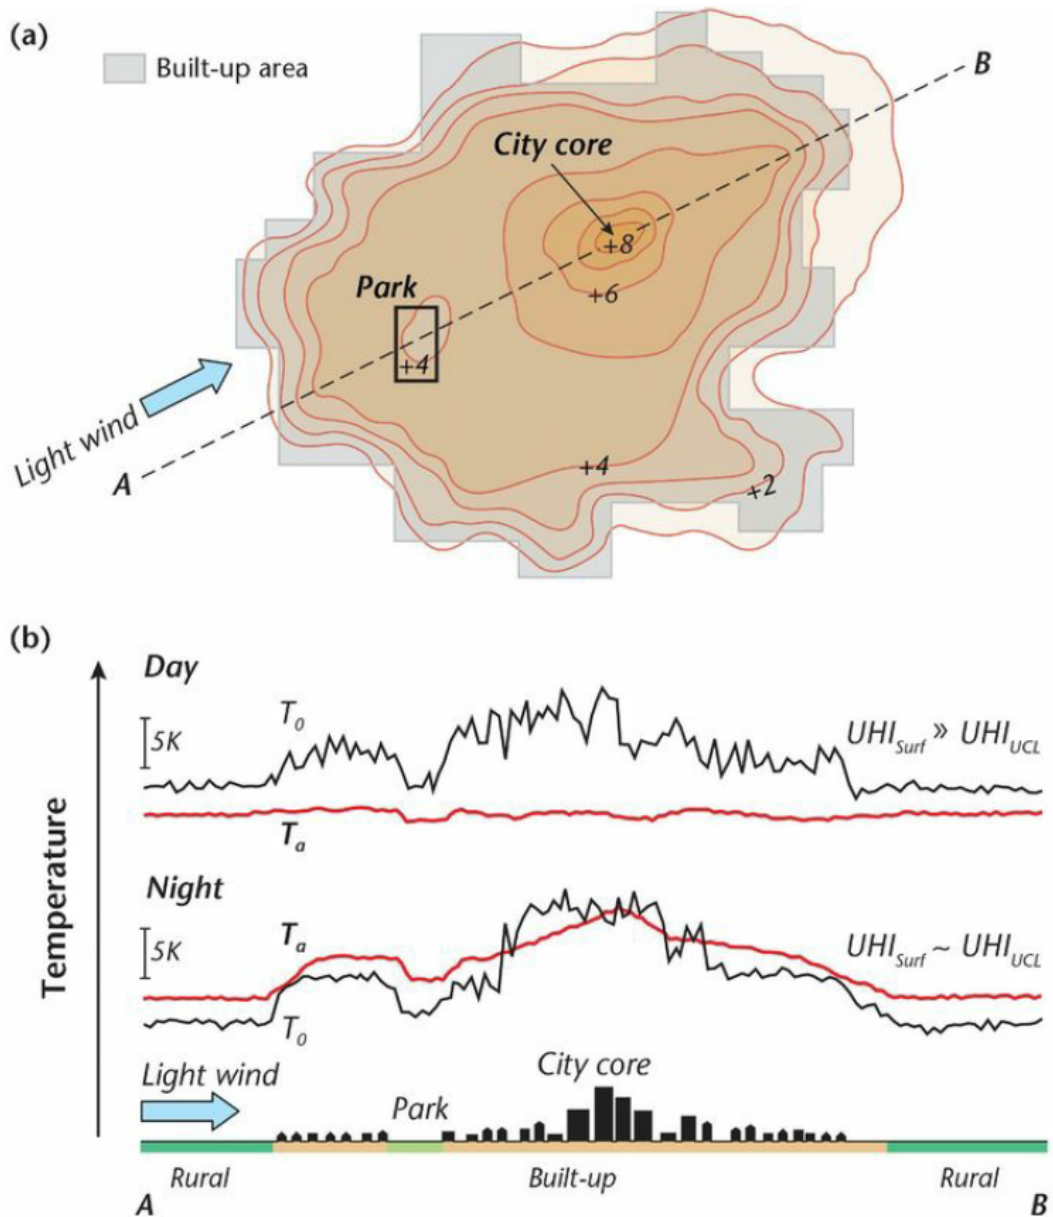 (a)
Built-up area
B
City core
+8
+6
Park
+4
Light wind
A
+4
+2
(b)
Day
T0
5K
UHISurf » UHIUCL
Ta
Night
Ta
5K
UHISurf ~ UHIUCL
T0
Temperature
Light wind
City core
Park
Rural
Built-up
Rural
A
B